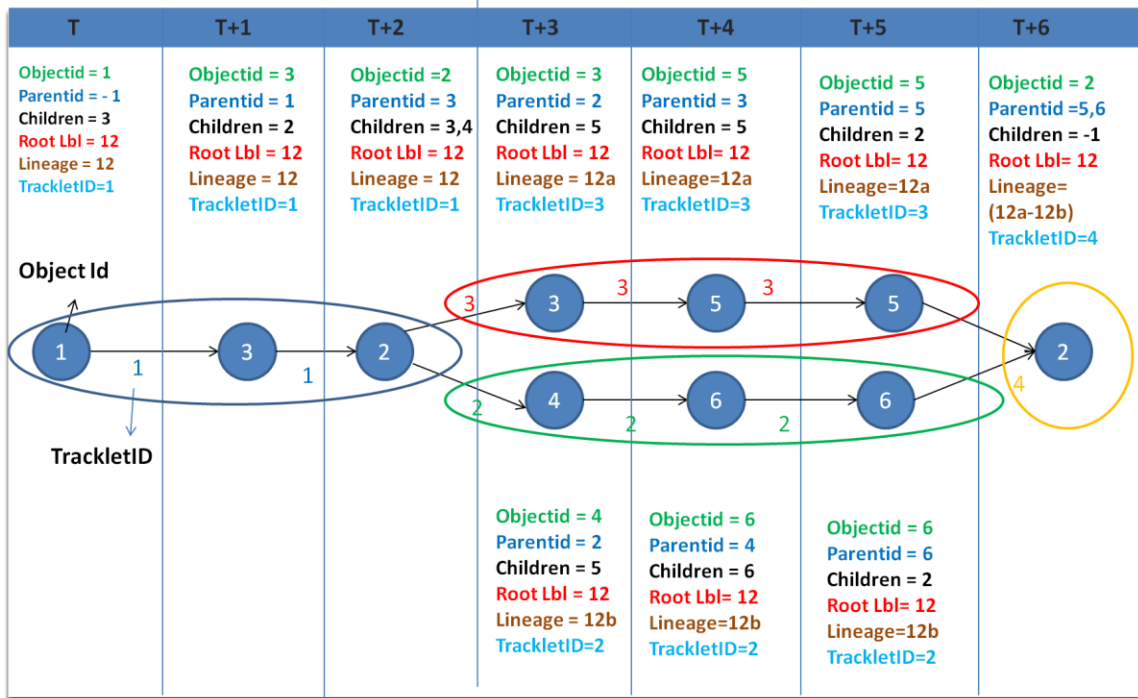 T
T+1
T+2
T+3
T+4
T+5
T+6
Objectid = 1
Parentid = - 1
Children = 3
Root Lbl = 12
Lineage = 12
TrackletID=1
Objectid = 3
Parentid = 1
Children = 2
Root Lbl = 12
Lineage = 12
TrackletID=1
Objectid =2
Parentid = 3
Children = 3,4
Root Lbl = 12
Lineage = 12
TrackletID=1
Objectid = 3
Parentid = 2
Children = 5
Root Lbl = 12
Lineage = 12a
TrackletID=3
Objectid = 5
Parentid = 3
Children = 5
Root Lbl= 12
Lineage=12a
TrackletID=3
Objectid = 5
Parentid = 5
Children = 2
Root Lbl= 12
Lineage=12a
TrackletID=3
Objectid = 2
Parentid =5,6
Children = -1
Root Lbl= 12
Lineage=
(12a-12b)
TrackletID=4
Object Id
3
3
3
3
5
5
1
3
2
2
1
1
4
2
4
6
6
2
2
2
TrackletID
Objectid = 4
Parentid = 2
Children = 5
Root Lbl = 12
Lineage = 12b
TrackletID=2
Objectid = 6
Parentid = 4
Children = 6
Root Lbl= 12
Lineage=12b
TrackletID=2
Objectid = 6
Parentid = 6
Children = 2
Root Lbl= 12
Lineage=12b
TrackletID=2